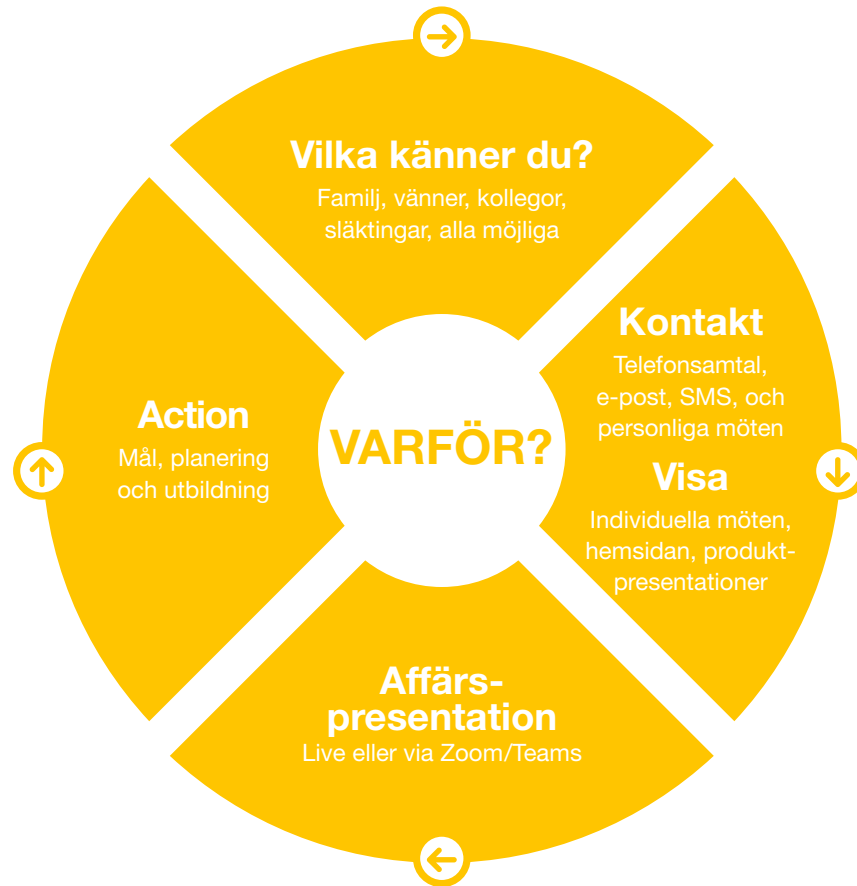 Vilka känner du?
Familj, vänner, kollegor,
släktingar, alla möjliga
Kontakt
Telefonsamtal,
e-post, SMS, och
personliga möten
Visa
Individuella möten,
hemsidan, produkt-
presentationer
Affärs-
presentation
Live eller via Zoom/Teams
Action
Mål, planering
och utbildning
VARFÖR?